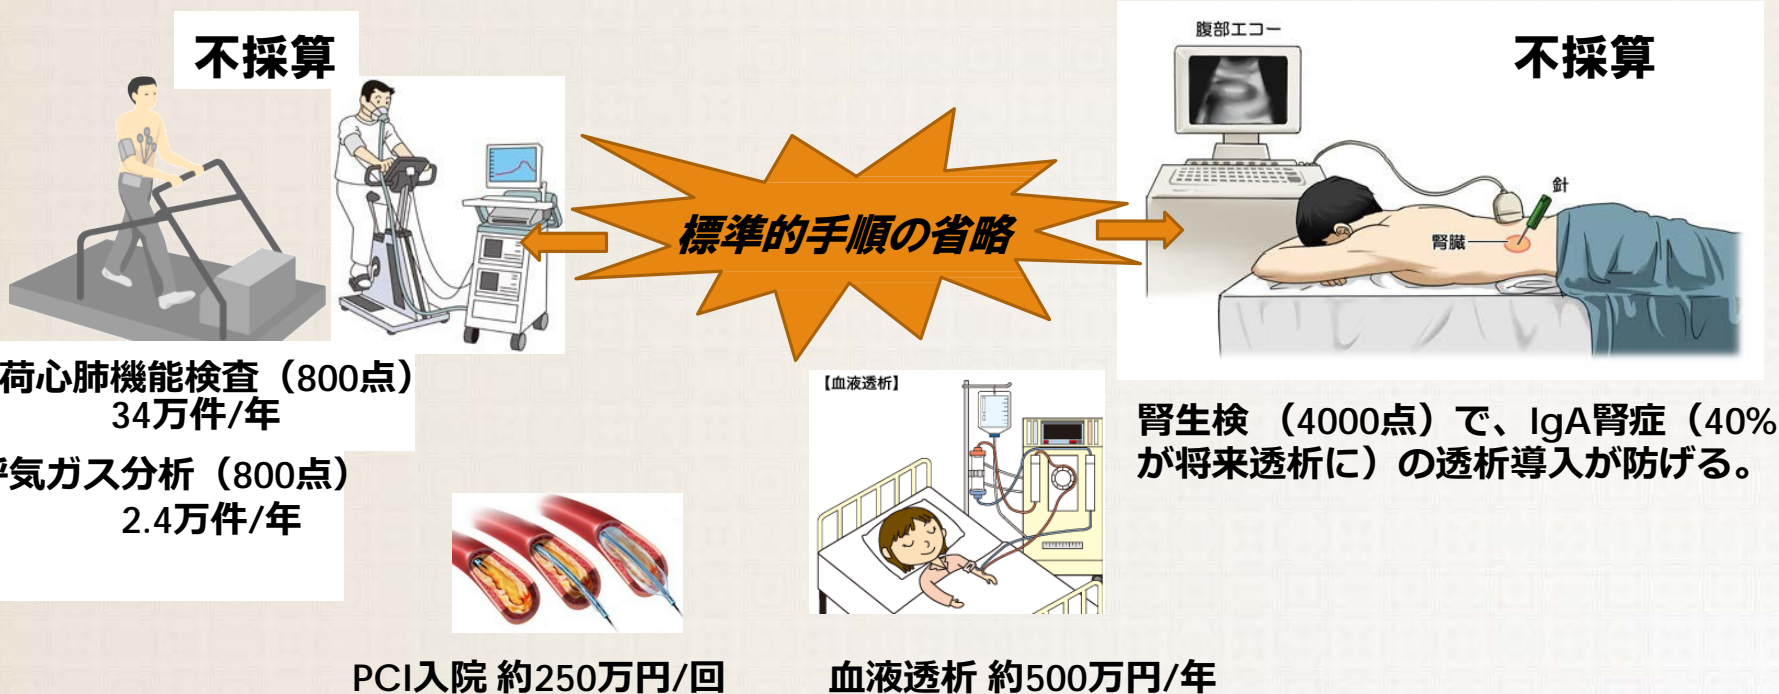 不採算
腹部エコー
不採算
針
腎臓
標準的手順の省略
荷心肺機能検査（800点）
34万件/年
呼気ガス分析（800点）
2.4万件/年
【血液透析】
腎生検 （4000点）で、IgA腎症（40%
が将来透析に）の透析導入が防げる。
PCI入院 約250万円/回
血液透析 約500万円/年